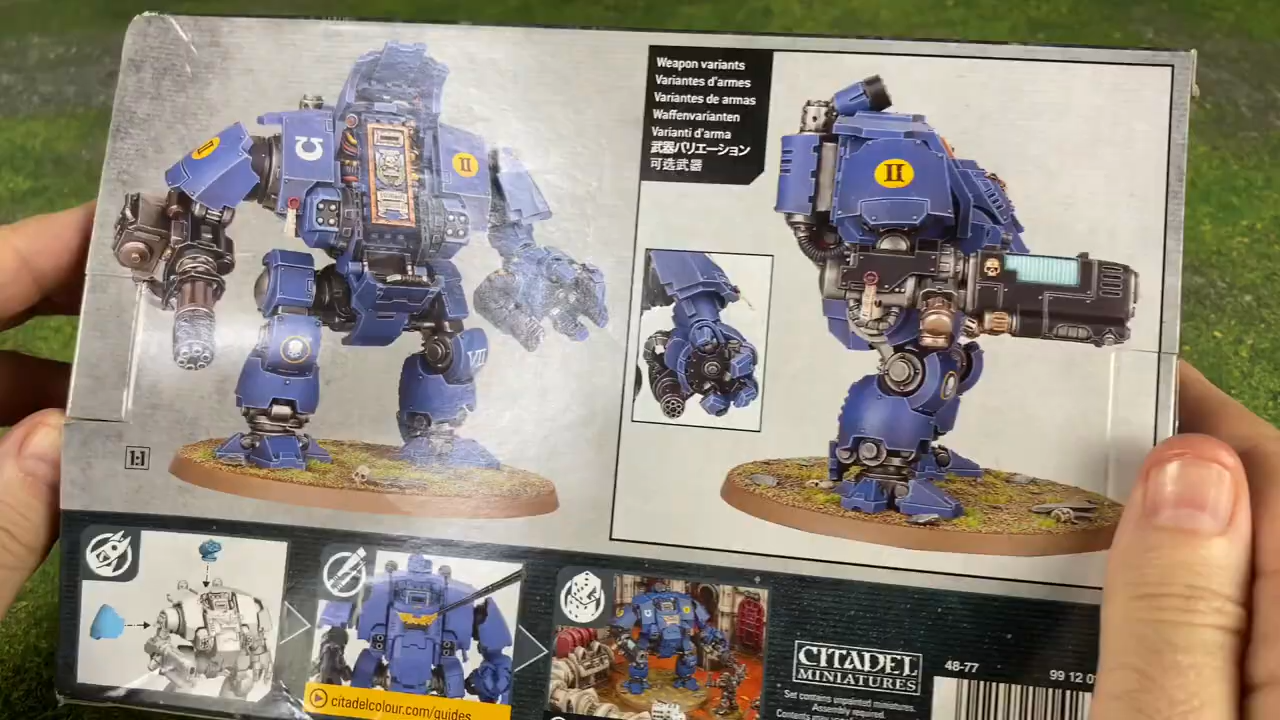 Weapon variants
Variantes d'armes
Variantes de armas
Waffenvarianten
Varianti d'arma
武器バリエーション
可选武器
II
II
II
VII
1:1
citadelcolour.com/guides
CITADEL
MINIATURES
Set contains unpainted miniatures.
Assembly required.
48-77
99 12 0